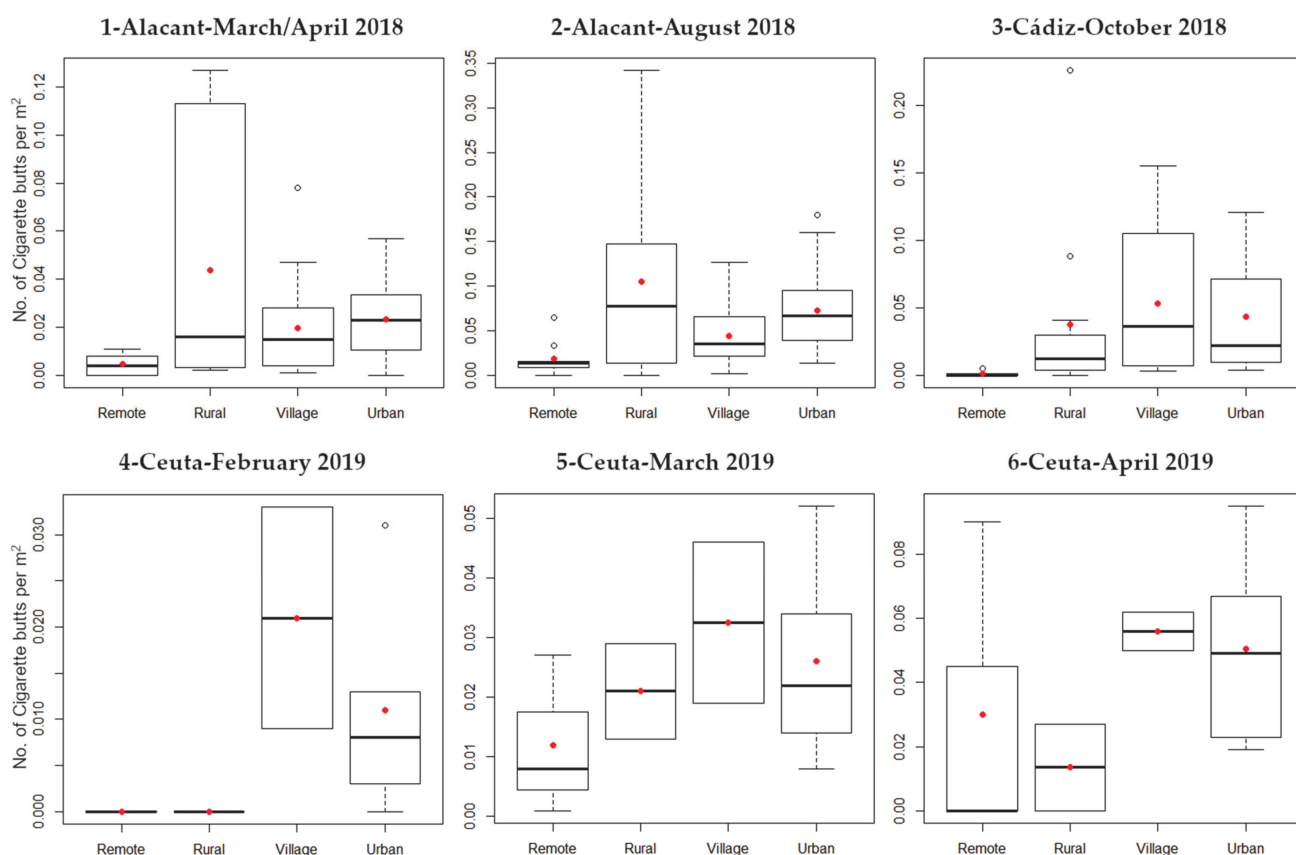 1-Alacant-March/April 2018
2-Alacant-August 2018
3-Cádiz-October 2018
No. of Cigarette butts per m²
0.00 0.02 0.04 0.06 0.08 0.10 0.12
Remote Rural Village Urban
0.00 0.05 0.10 0.15 0.20 0.25 0.30 0.35
Remote Rural Village Urban
0.00 0.05 0.10 0.15 0.20
Remote Rural Village Urban
4-Ceuta-February 2019
5-Ceuta-March 2019
6-Ceuta-April 2019
No. of Cigarette butts per m²
0.000 0.010 0.020 0.030
Remote Rural Village Urban
0.00 0.01 0.02 0.03 0.04 0.05
Remote Rural Village Urban
0.00 0.02 0.04 0.06 0.08
Remote Rural Village Urban